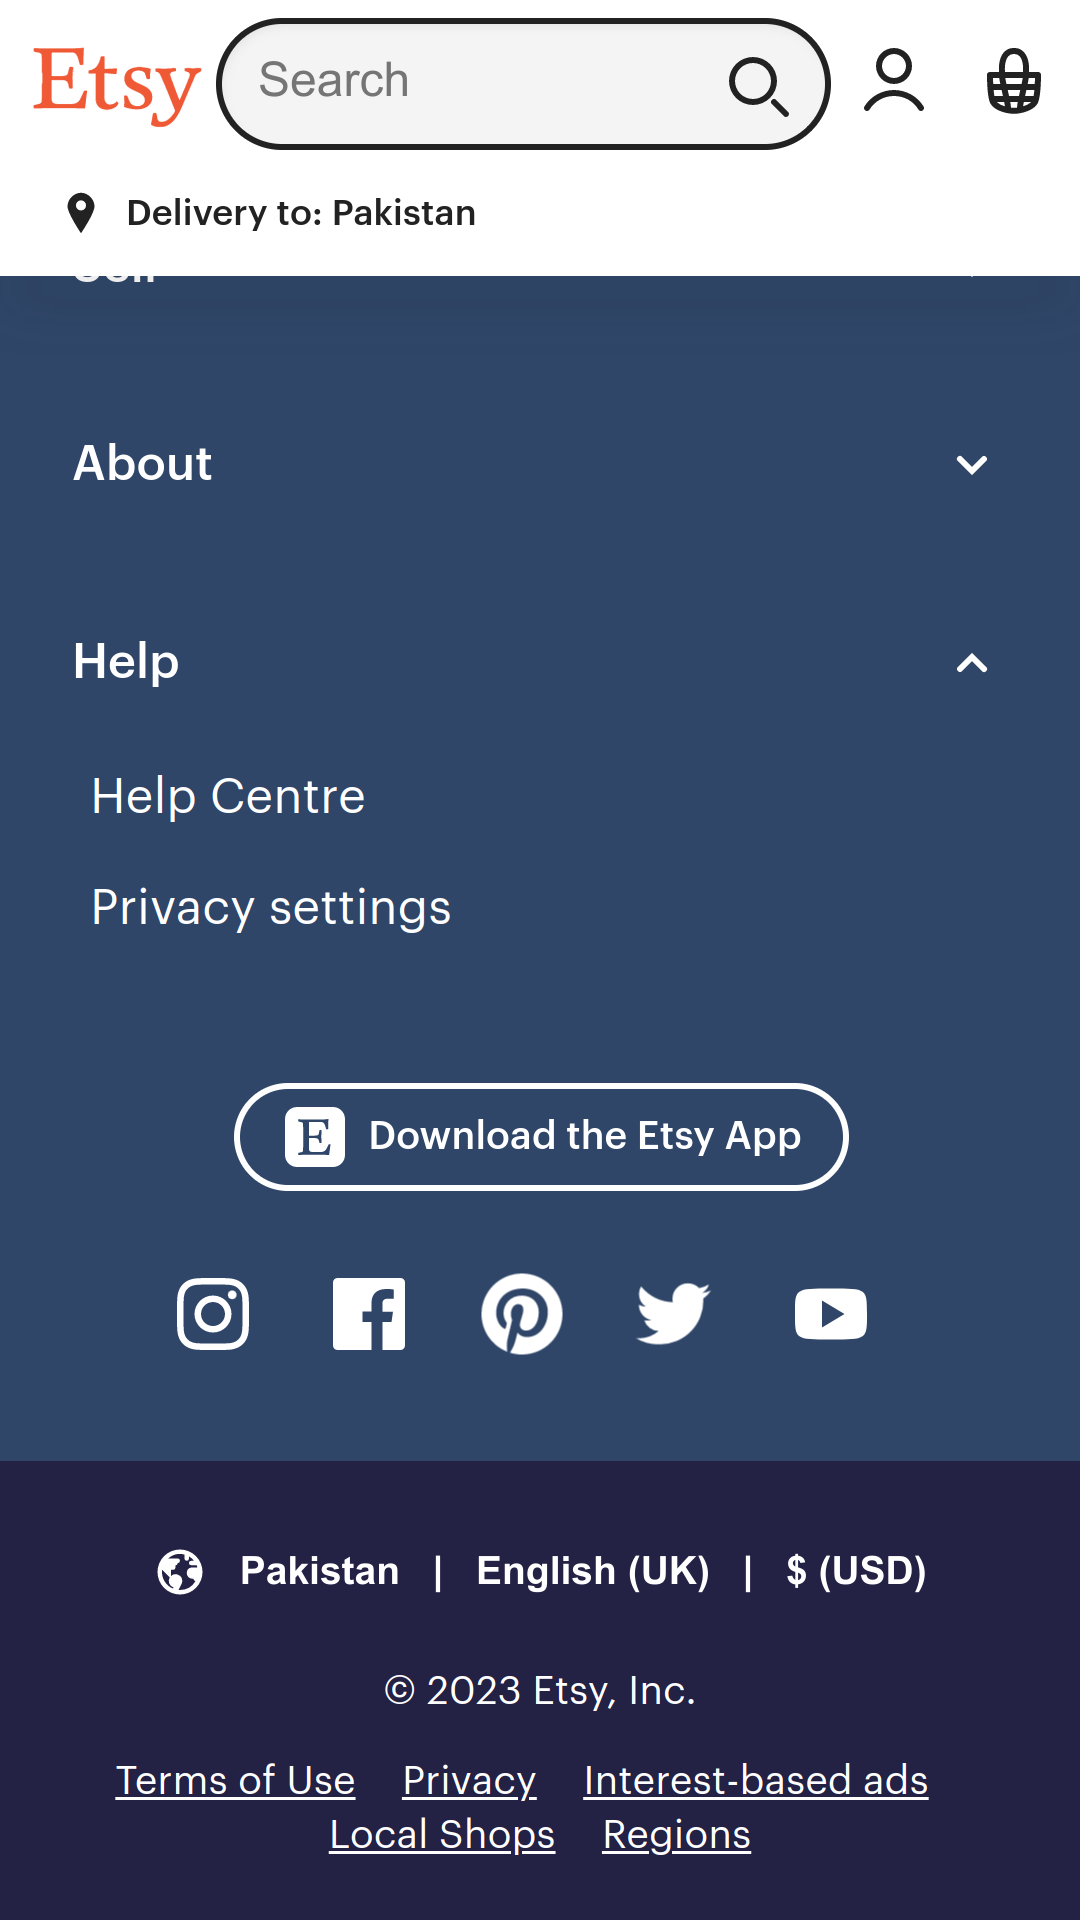 Etsy
Search
Delivery to: Pakistan
About
Help
Help Centre
Privacy settings
E Download the Etsy App
Pakistan | English (UK) | $ (USD)
© 2023 Etsy, Inc.
Terms of Use Privacy Interest-based ads
Local Shops Regions